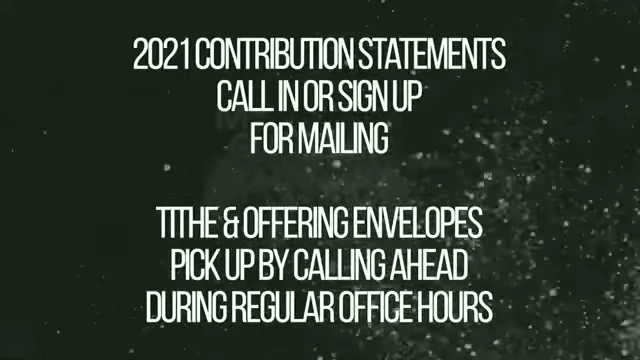 2021 CONTRIBUTION STATEMENTS
CALL IN OR SIGN UP
FOR MAILING
TITHE & OFFERING ENVELOPES
PICK UP BY CALLING AHEAD
DURING REGULAR OFFICE HOURS